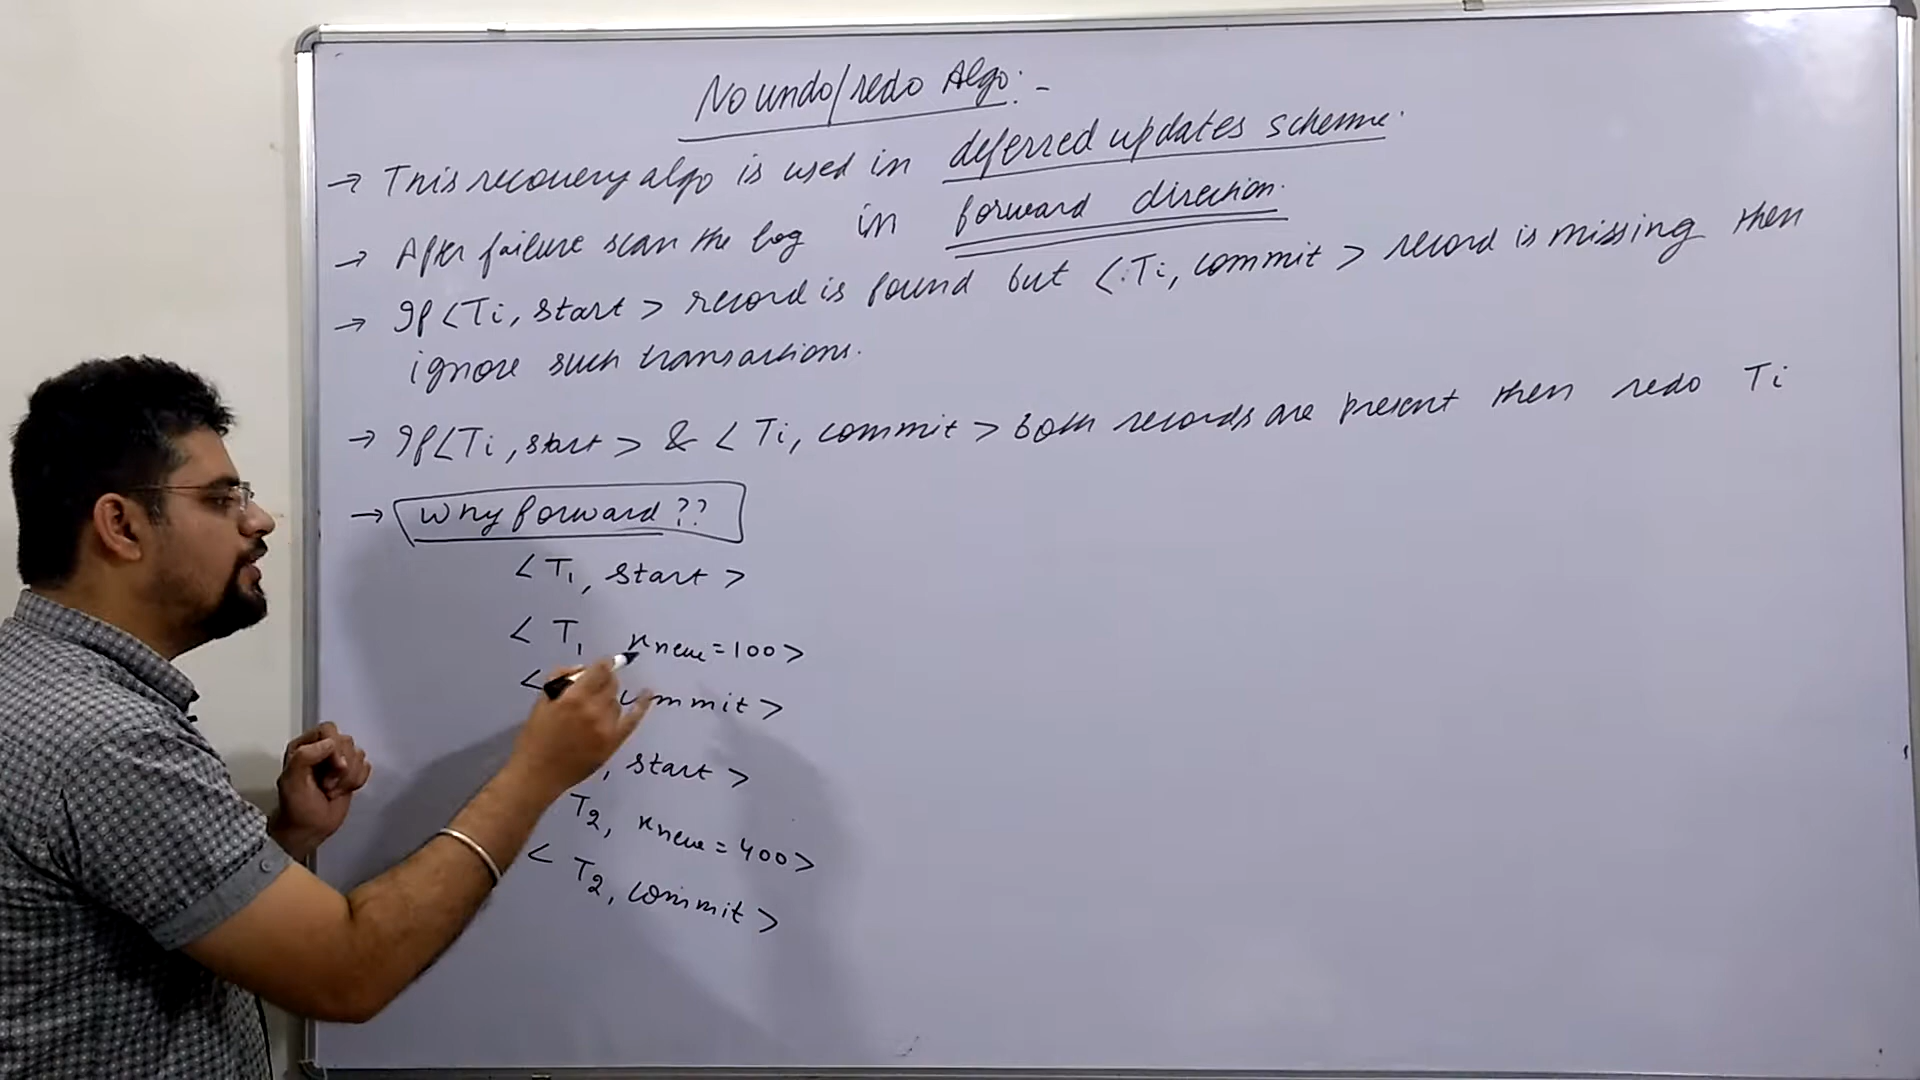 No undo/redo Algo:-
→ This recovery algo is used in deferred updates scheme.
→ After failure scan the log in forward direction.
→ If <Ti, start> record is found but <Ti, commit> record is missing then
ignore such transactions.
→ If <Ti, start> & <Ti, commit> both records are present then redo Ti
→ Why forward??
<T1, start>
<T1 xnew=100>
< commit>
, start>
T2, xnew=400>
<T2, commit>